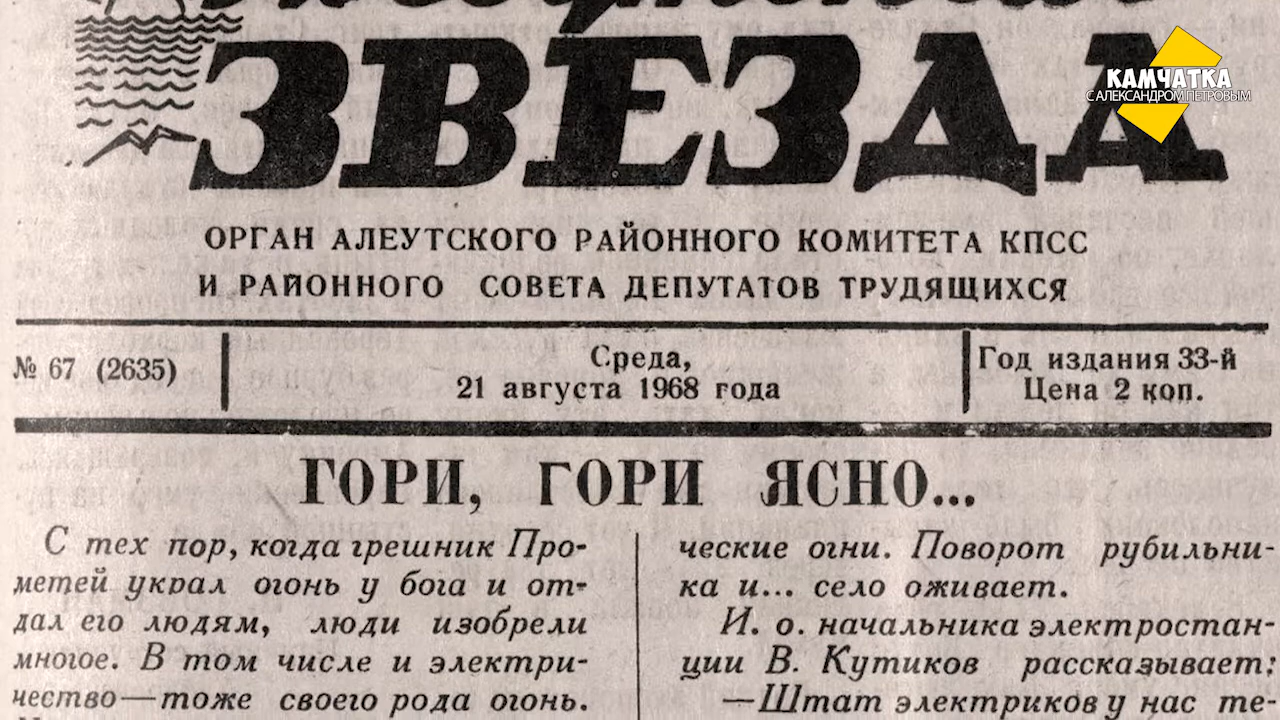 КАМЧАТКА
С АЛЕКСАНДРОМ ПЕТРОВЫМ
ЗВЕЗДА
ОРГАН АЛЕУТСКОГО РАЙОННОГО КОМИТЕТА КПСС
И РАЙОННОГО СОВЕТА ДЕПУТАТОВ ТРУДЯЩИХСЯ
№ 67 (2635)
Среда,
21 августа 1968 года
Год издания 33-й
Цена 2 коп.
ГОРИ, ГОРИ ЯСНО...
С тех пор, когда грешник Про-
метей украл огонь у бога и от-
дал его людям, люди изобрели
многое. В том числе и электри-
чество—тоже своего рода огонь.
ческие огни. Поворот рубильни-
ка и... село оживает.
И. о. начальника электростан-
ции В. Кутиков рассказывает:
—Штат электриков у нас те-